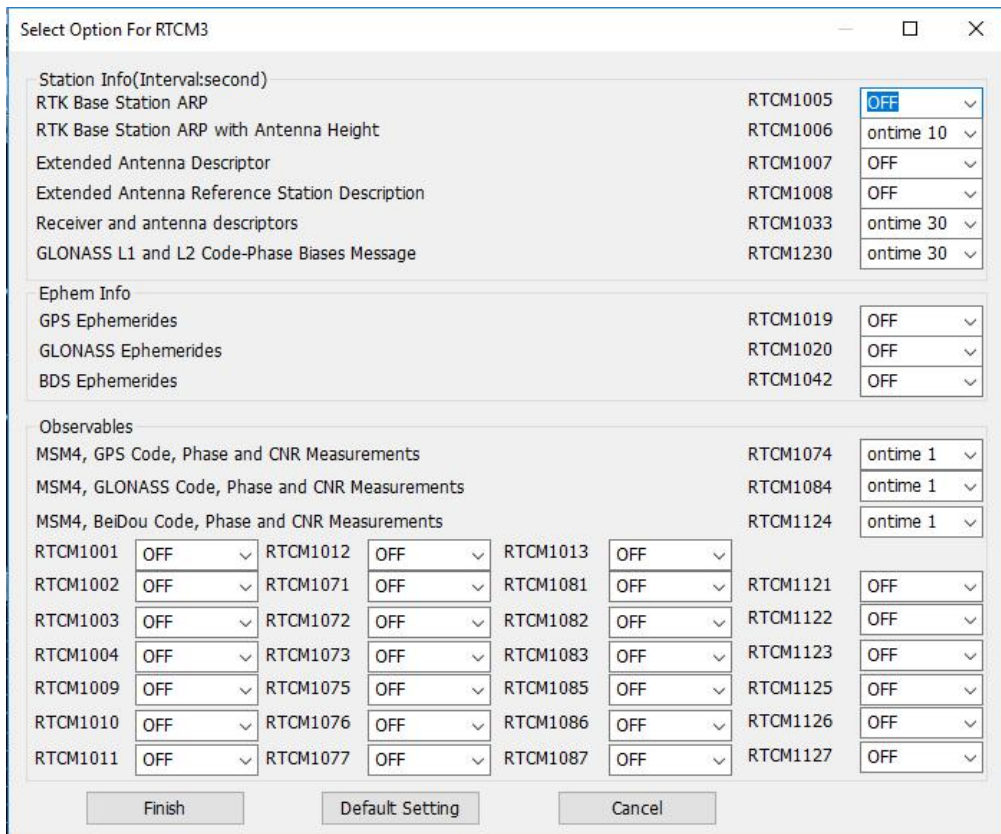 Select Option For RTCM3
Station Info(Interval:second)
RTK Base Station ARP RTCM1005 OFF
RTK Base Station ARP with Antenna Height RTCM1006 ontime 10
Extended Antenna Descriptor RTCM1007 OFF
Extended Antenna Reference Station Description RTCM1008 OFF
Receiver and antenna descriptors RTCM1033 ontime 30
GLONASS L1 and L2 Code-Phase Biases Message RTCM1230 ontime 30
Ephem Info
GPS Ephemerides RTCM1019 OFF
GLONASS Ephemerides RTCM1020 OFF
BDS Ephemerides RTCM1042 OFF
Observables
MSM4, GPS Code, Phase and CNR Measurements RTCM1074 ontime 1
MSM4, GLONASS Code, Phase and CNR Measurements RTCM1084 ontime 1
MSM4, BeiDou Code, Phase and CNR Measurements RTCM1124 ontime 1
RTCM1001 OFF RTCM1012 OFF RTCM1013 OFF
RTCM1002 OFF RTCM1071 OFF RTCM1081 OFF RTCM1121 OFF
RTCM1003 OFF RTCM1072 OFF RTCM1082 OFF RTCM1122 OFF
RTCM1004 OFF RTCM1073 OFF RTCM1083 OFF RTCM1123 OFF
RTCM1009 OFF RTCM1075 OFF RTCM1085 OFF RTCM1125 OFF
RTCM1010 OFF RTCM1076 OFF RTCM1086 OFF RTCM1126 OFF
RTCM1011 OFF RTCM1077 OFF RTCM1087 OFF RTCM1127 OFF
Finish Default Setting Cancel